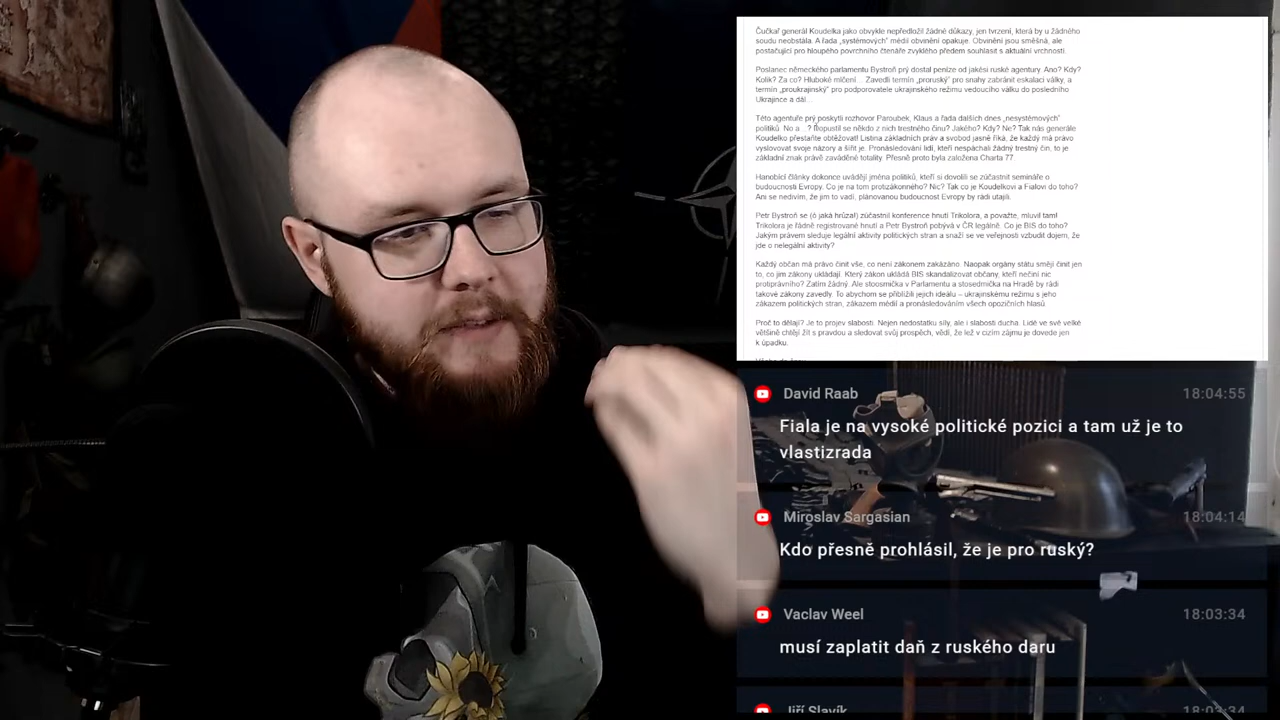 Čučkař generál Koudelka jako obvykle nepředložil žádné důkazy, jen tvrzení, která by u žádného
soudu neobstála. A řada „systémových" médií obvinění opakuje. Obvinění jsou směšná, ale
postačující pro hloupého povrchního čtenáře zvyklého předem souhlasit s aktuální vrchností.
Poslanec německého parlamentu Bystroň prý dostal peníze od jakési ruské agentury. Ano? Kdy?
Kolik? Za co? Hluboké mlčení... Zavedli termín „proruský" pro snahy zabránit eskalaci války, a
termín „proukrajinský" pro podporovatele ukrajinského režimu vedoucího válku do posledního
Ukrajince a dál...
Této agentuře prý poskytli rozhovor Paroubek, Klaus a řada dalších dnes „nesystémových"
politiků. No a ..? Dopustil se někdo z nich trestného činu? Jakého? Kdy? Ne? Tak nás generále
Koudelko přestaňte obtěžovat! Listina základních práv a svobod jasně říká, že každý má právo
vyslovovat svoje názory a šířit je. Pronásledování lidí, kteří nespáchali žádný trestný čin, to je
základní znak právě zaváděné totality. Přesně proto byla založena Charta 77.
Hanobící články dokonce uvádějí jména politiků, kteří si dovolili se zúčastnit semináře o
budoucnosti Evropy. Co je na tom protizákonného? Nic? Tak co je Koudelkovi a Fialovi do toho?
Ani se nedivím, že jim to vadí, plánovanou budoucnost Evropy by rádi utajili.
Petr Bystroň se (ó jaká hrůza!) zúčastnil konference hnutí Trikolora, a považte, mluvil tam!
Trikolora je řádně registrované hnutí a Petr Bystroň pobývá v ČR legálně. Co je BIS do toho?
Jakým právem sleduje legální aktivity politických stran a snaží se ve veřejnosti vzbudit dojem, že
jde o nelegální aktivity?
Každý občan má právo činit vše, co není zákonem zakázáno. Naopak orgány státu smějí činit jen
to, co jim zákony ukládají. Který zákon ukládá BIS skandalizovat občany, kteří nečiní nic
protiprávního? Zatím žádný. Ale stoosmička v Parlamentu a stosedmička na Hradě by rádi
takové zákony zavedly. To abychom se přiblížili jejich ideálu – ukrajinskému režimu s jeho
zákazem politických stran, zákazem médií a pronásledováním všech opozičních hlasů.
Proč to dělají? Je to projev slabosti. Nejen nedostatku síly, ale i slabosti ducha. Lidé ve své velké
většině chtějí žít s pravdou a sledovat svůj prospěch, vědí, že lež v cizím zájmu je dovede jen
k úpadku.
David Raab 18:04:55
Fiala je na vysoké politické pozici a tam už je to
vlastizrada
Miroslav Sargasian 18:04:14
Kdo přesně prohlásil, že je pro ruský?
Vaclav Weel 18:03:34
musí zaplatit daň z ruského daru
Jiří Slavík 18:03:34